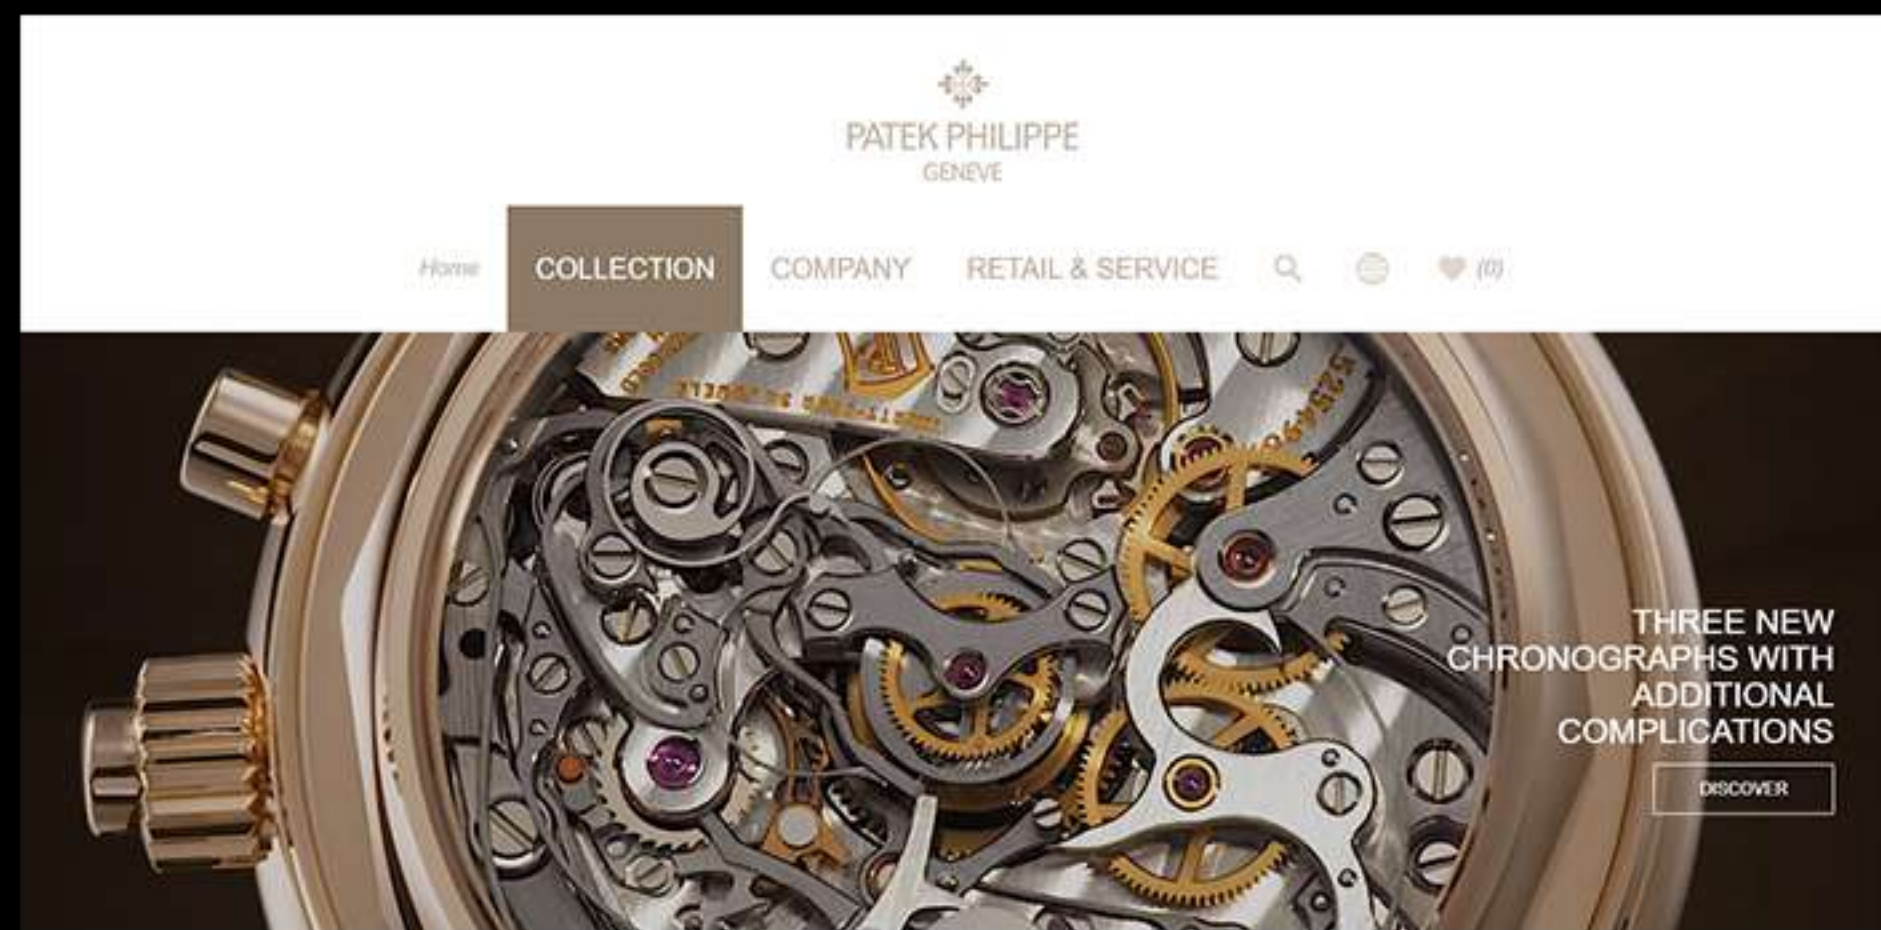 PATEK PHILIPPE
GENEVE
Home COLLECTION COMPANY RETAIL & SERVICE (0)
THREE NEW
CHRONOGRAPHS WITH
ADDITIONAL
COMPLICATIONS
DISCOVER